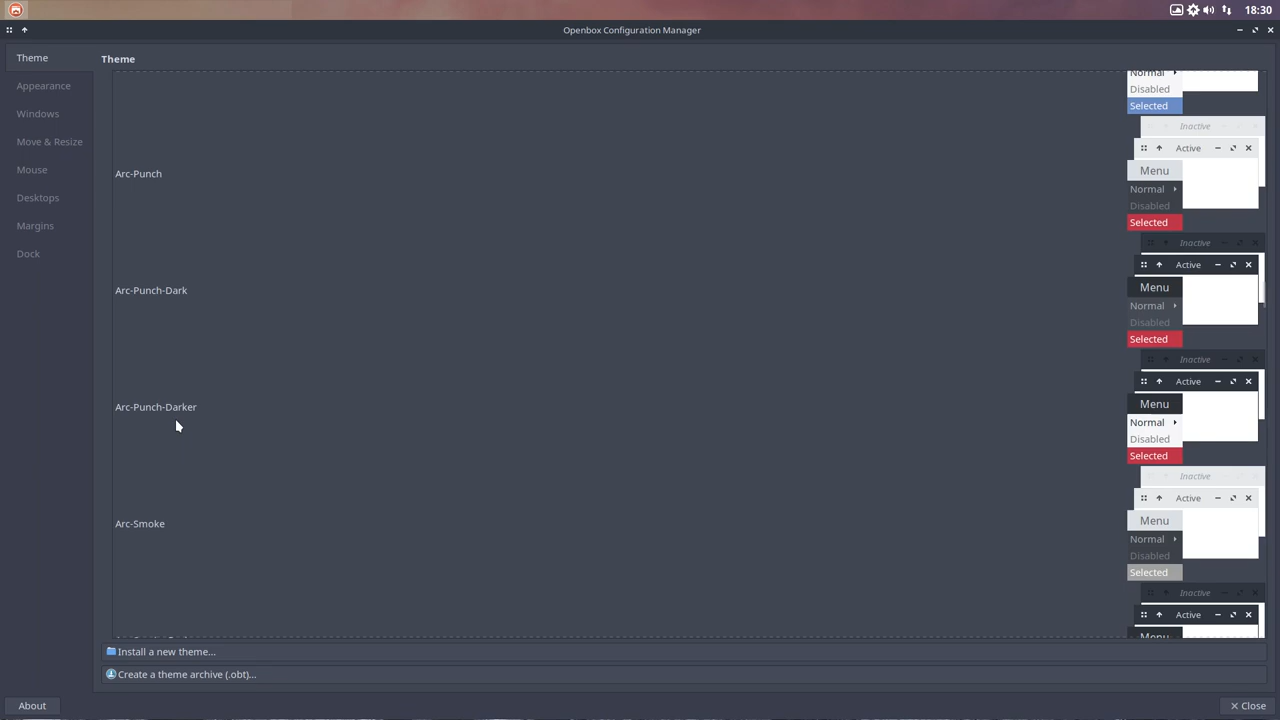 18:30
Openbox Configuration Manager
Theme
Appearance
Windows
Move & Resize
Mouse
Desktops
Margins
Dock
Theme
Normal
Disabled
Selected
Arc-Punch
Inactive
Active
Menu
Normal
Disabled
Selected
Arc-Punch-Dark
Inactive
Active
Menu
Normal
Disabled
Selected
Arc-Punch-Darker
Inactive
Active
Menu
Normal
Disabled
Selected
Arc-Smoke
Inactive
Active
Menu
Normal
Disabled
Selected
Inactive
Active
Menu
Install a new theme...
Create a theme archive (.obt)...
About
Close